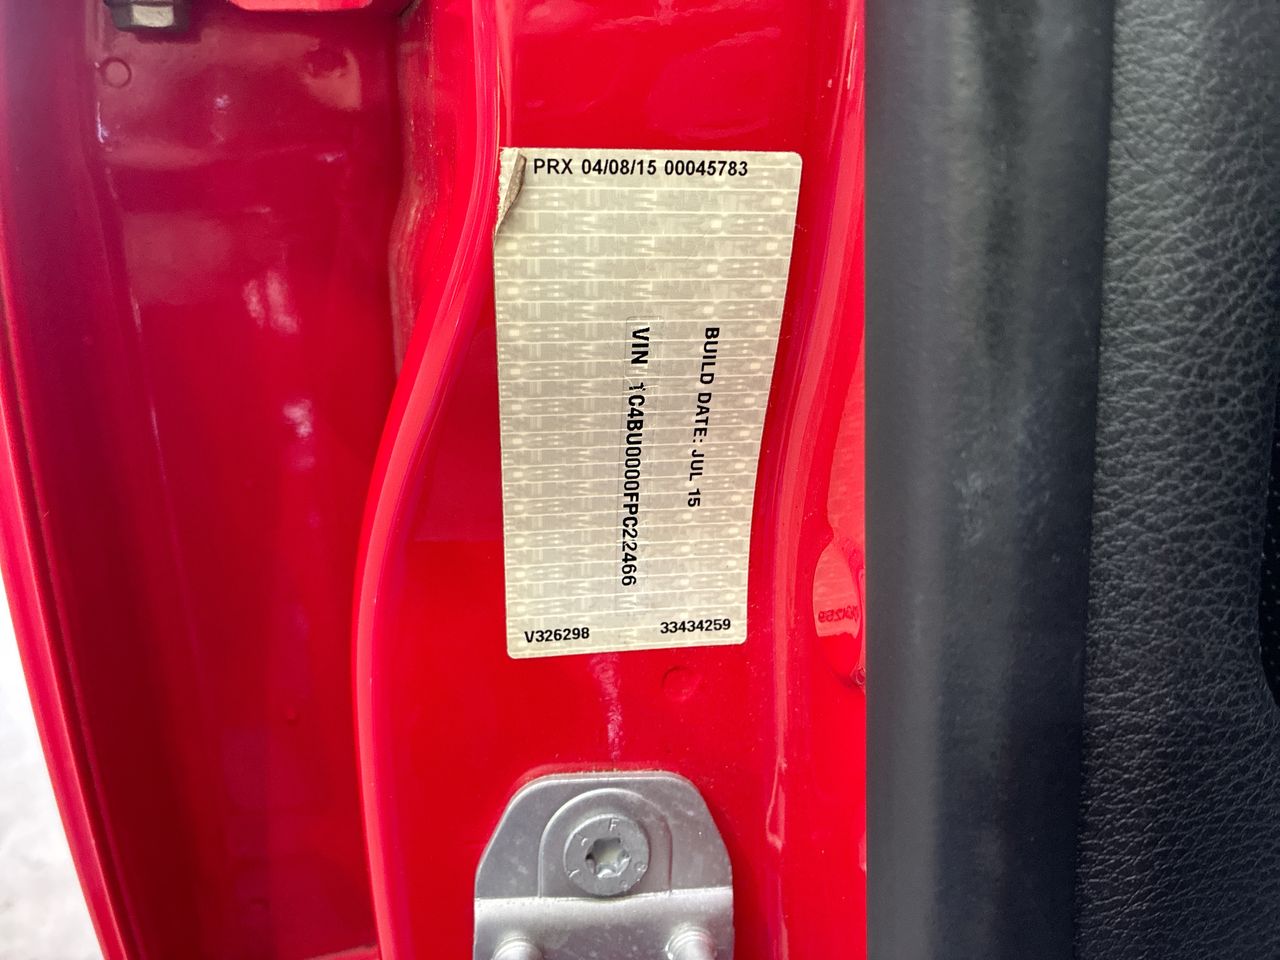 PRX 04/08/15 00045783
BUILD DATE: JUL 15
VIN 1C4BU0000FPC22466
V326298
33434259